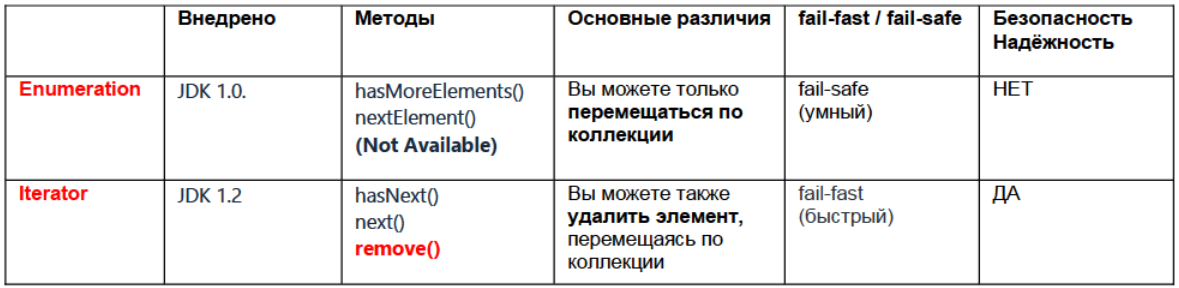 Внедрено
Методы
Основные различия
fail-fast / fail-safe
Безопасность
Надёжность
Enumeration
JDK 1.0.
hasMoreElements()
nextElement()
(Not Available)
Вы можете только
перемещаться по
коллекции
fail-safe
(умный)
НЕТ
Iterator
JDK 1.2
hasNext()
next()
remove()
Вы можете также
удалить элемент,
перемещаясь по
коллекции
fail-fast
(быстрый)
ДА